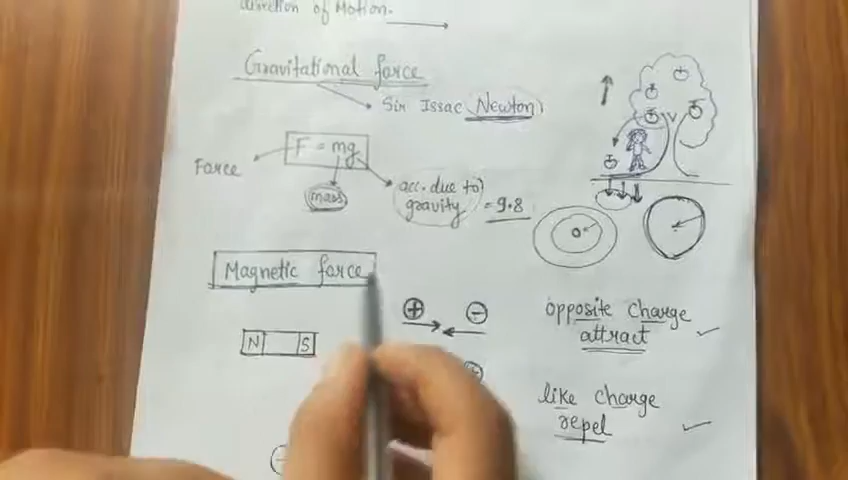 direction of Motion.
Gravitational force
Sir Issac Newton
F = mg
Force
mass
acc. due to
gravity = 9.8
Magnetic force
N S
+ -
opposite charge
attract
like charge
repel